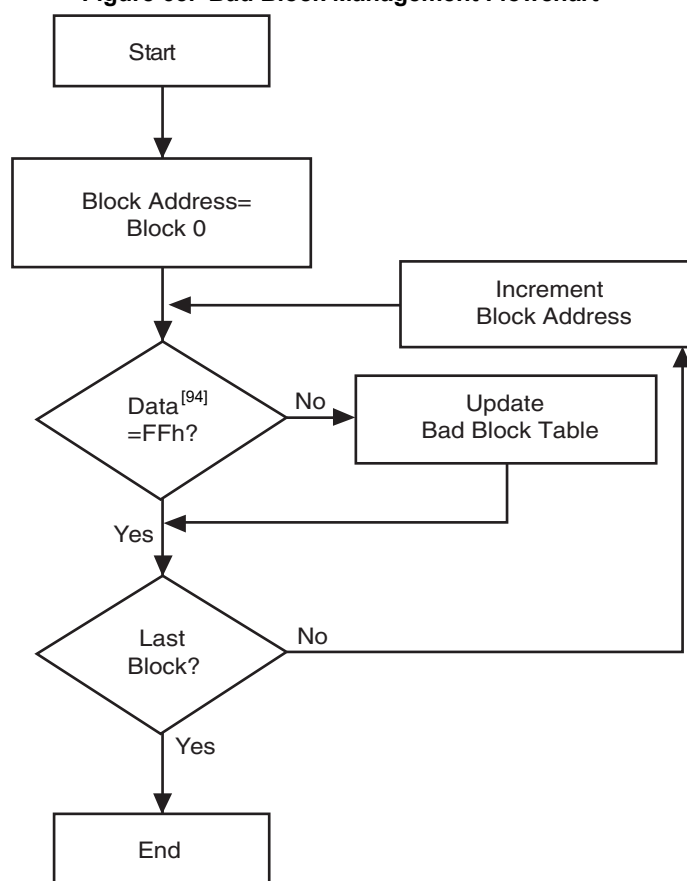 Figure Bad Block Management Flowchart
Start
Block Address=
Block 0
Increment
Block Address
Data[94]
=FFh?
No
Update
Bad Block Table
Yes
Last
Block?
No
Yes
End